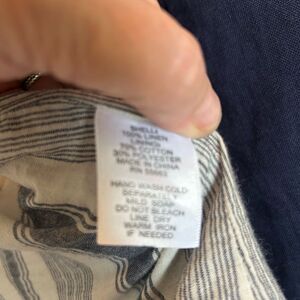 SHELL:
100% LINEN
LINING:
70% COTTON
30% POLYESTER
MADE IN CHINA
RN 55663
HAND WASH COLD
SEPARATELY
MILD SOAP
DO NOT BLEACH
LINE DRY
WARM IRON
IF NEEDED